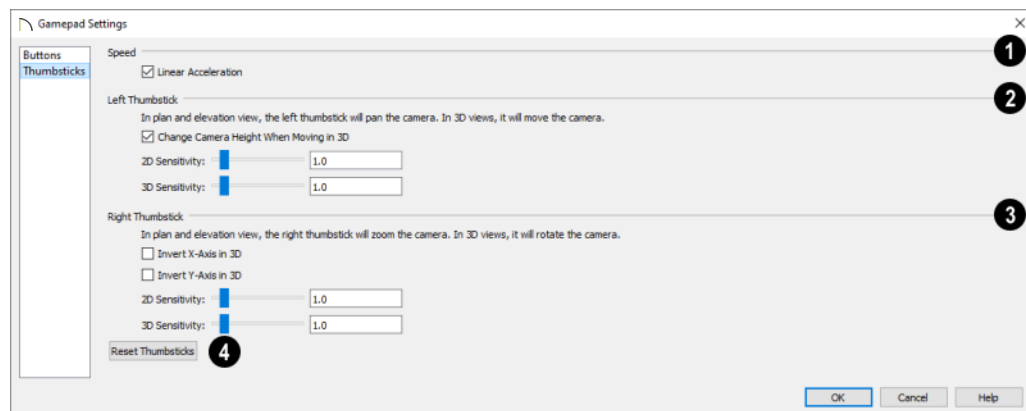 Gamepad Settings
Buttons
Thumbsticks
Speed
1
Linear Acceleration
Left Thumbstick
2
In plan and elevation view, the left thumbstick will pan the camera. In 3D views, it will move the camera.
Change Camera Height When Moving in 3D
2D Sensitivity: 1.0
3D Sensitivity: 1.0
Right Thumbstick
3
In plan and elevation view, the right thumbstick will zoom the camera. In 3D views, it will rotate the camera.
Invert X-Axis in 3D
Invert Y-Axis in 3D
2D Sensitivity: 1.0
3D Sensitivity: 1.0
Reset Thumbsticks 4
OK Cancel Help